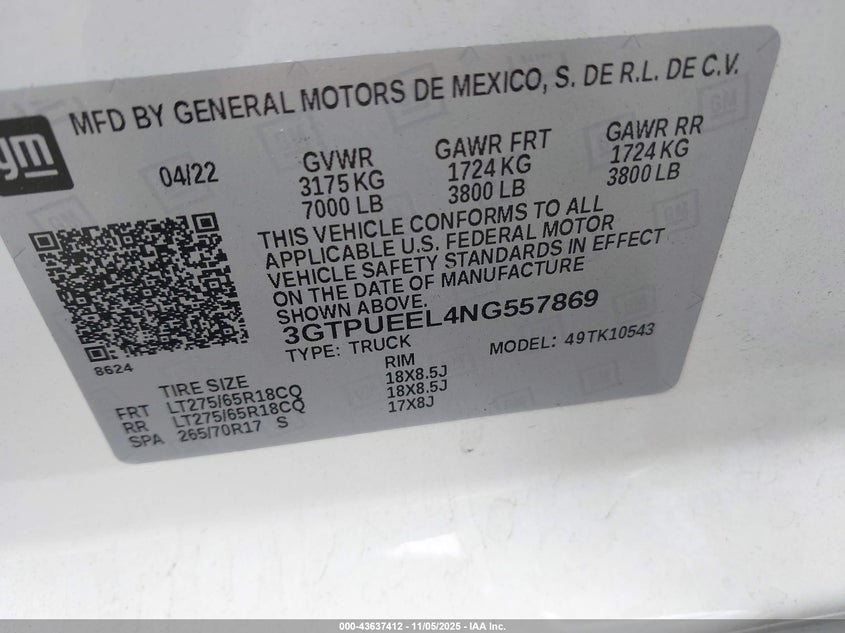 MFD BY GENERAL MOTORS DE MEXICO, S. DE R.L. DE C.V.
gm
04/22
GVWR
3175 KG
7000 LB
GAWR FRT
1724 KG
3800 LB
GAWR RR
1724 KG
3800 LB
THIS VEHICLE CONFORMS TO ALL
APPLICABLE U.S. FEDERAL MOTOR
VEHICLE SAFETY STANDARDS IN EFFECT
ON THE DATE OF MANUFACTURE
SHOWN ABOVE.
3GTPUEEL4NG557869
TYPE: TRUCK
MODEL: 49TK10543
8624
TIRE SIZE RIM
FRT LT275/65R18CQ 18X8.5J
RR LT275/65R18CQ 18X8.5J
SPA 265/70R17 S 17X8J
000-43637412 - 11/05/2025 - IAA Inc.